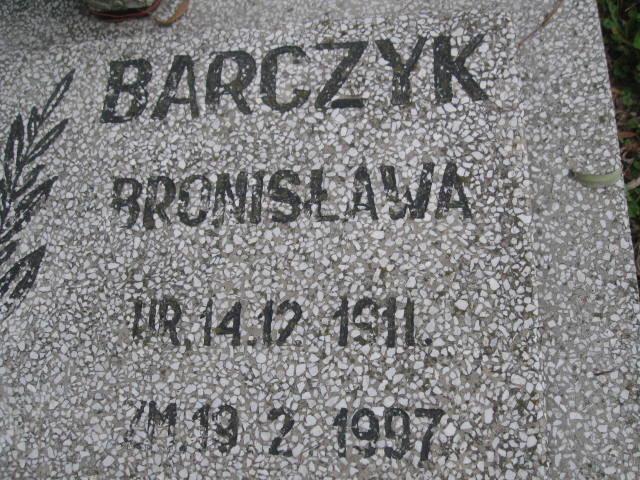 BARCZYK
BRONISŁAWA
UR. 14.12 1911.
ZM. 19 2 1997